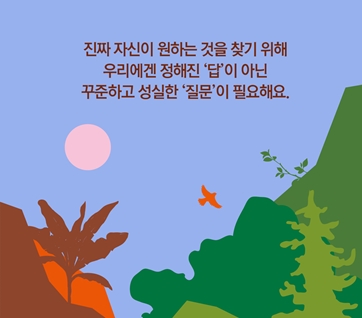 진짜 자신이 원하는 것을 찾기 위해
우리에겐 정해진 ‘답’이 아닌
꾸준하고 성실한 ‘질문’이 필요해요.